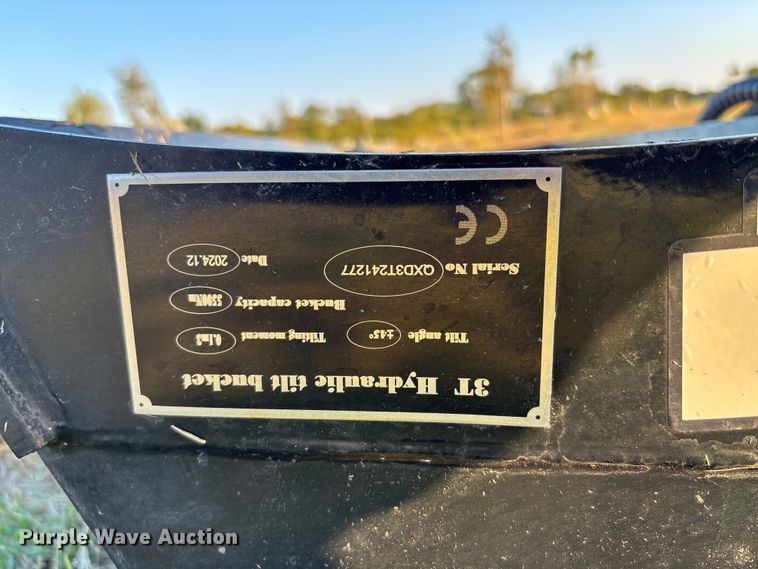 3T Hydraulic tilt bucket
Tilt angle ±45° Tilting moment 0.1m3
Bucket capacity 3500Nm
Serial No QXD3T241277 Date 2024.12
CE
Purple Wave Auction